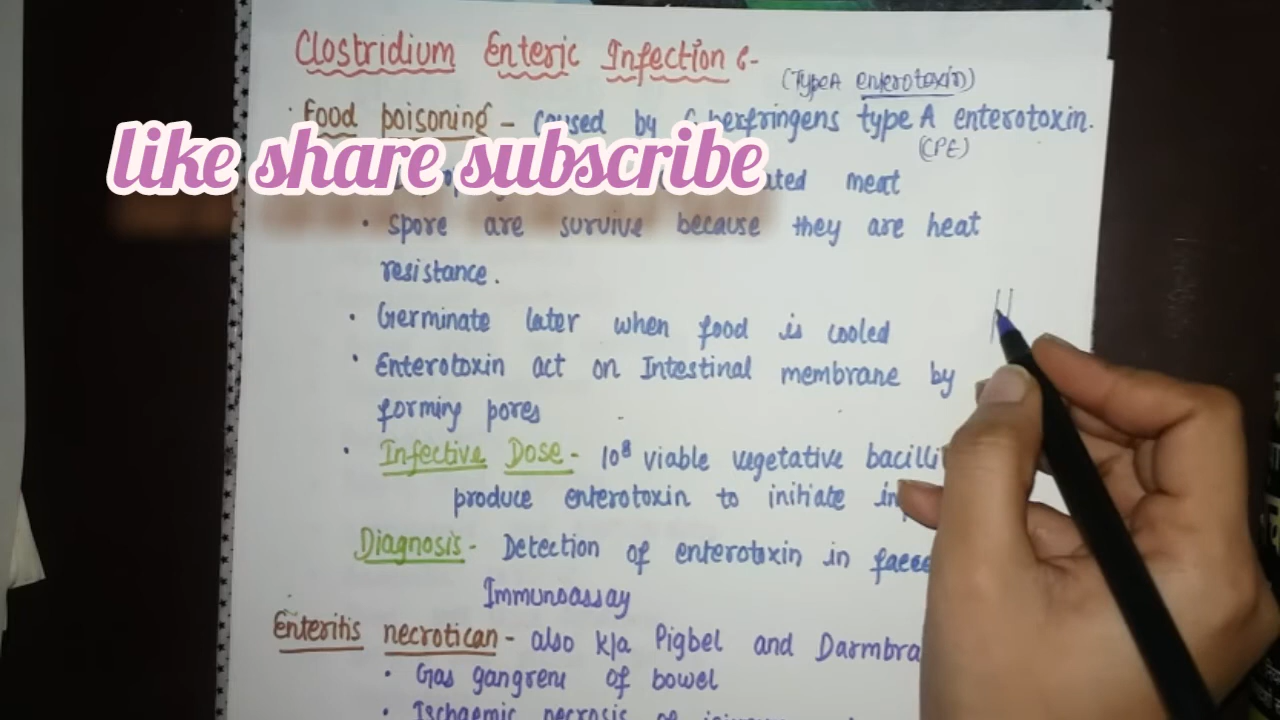 Clostridium Enteric Infection :-
(Type A enterotoxin)
Food poisoning - caused by C. perfringens type A enterotoxin.
(CPE)
like share subscribe
meat
• Spore are survive because they are heat
resistance.
• Germinate later when food is cooled
• Enterotoxin act on Intestinal membrane by
forming pores
• Infective Dose - 10⁸ viable vegetative bacilli
produce enterotoxin to initiate
Diagnosis - Detection of enterotoxin in
Immunoassay
Enteritis necrotican - also k/a Pigbel and
• Gas gangrene of bowel
• Ischaemic necrosis of